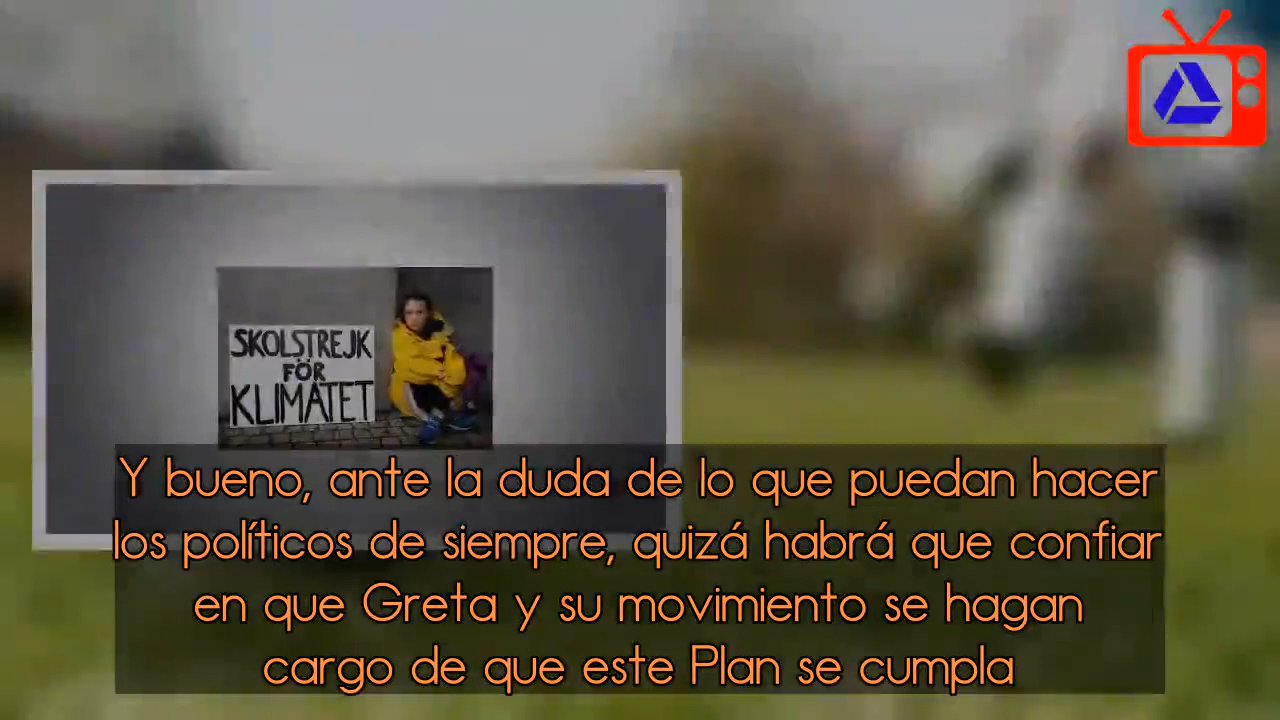 SKOLSTREJK
FÖR
KLIMATET
Y bueno, ante la duda de lo que puedan hacer
los políticos de siempre, quizá habrá que confiar
en que Greta y su movimiento se hagan
cargo de que este Plan se cumpla